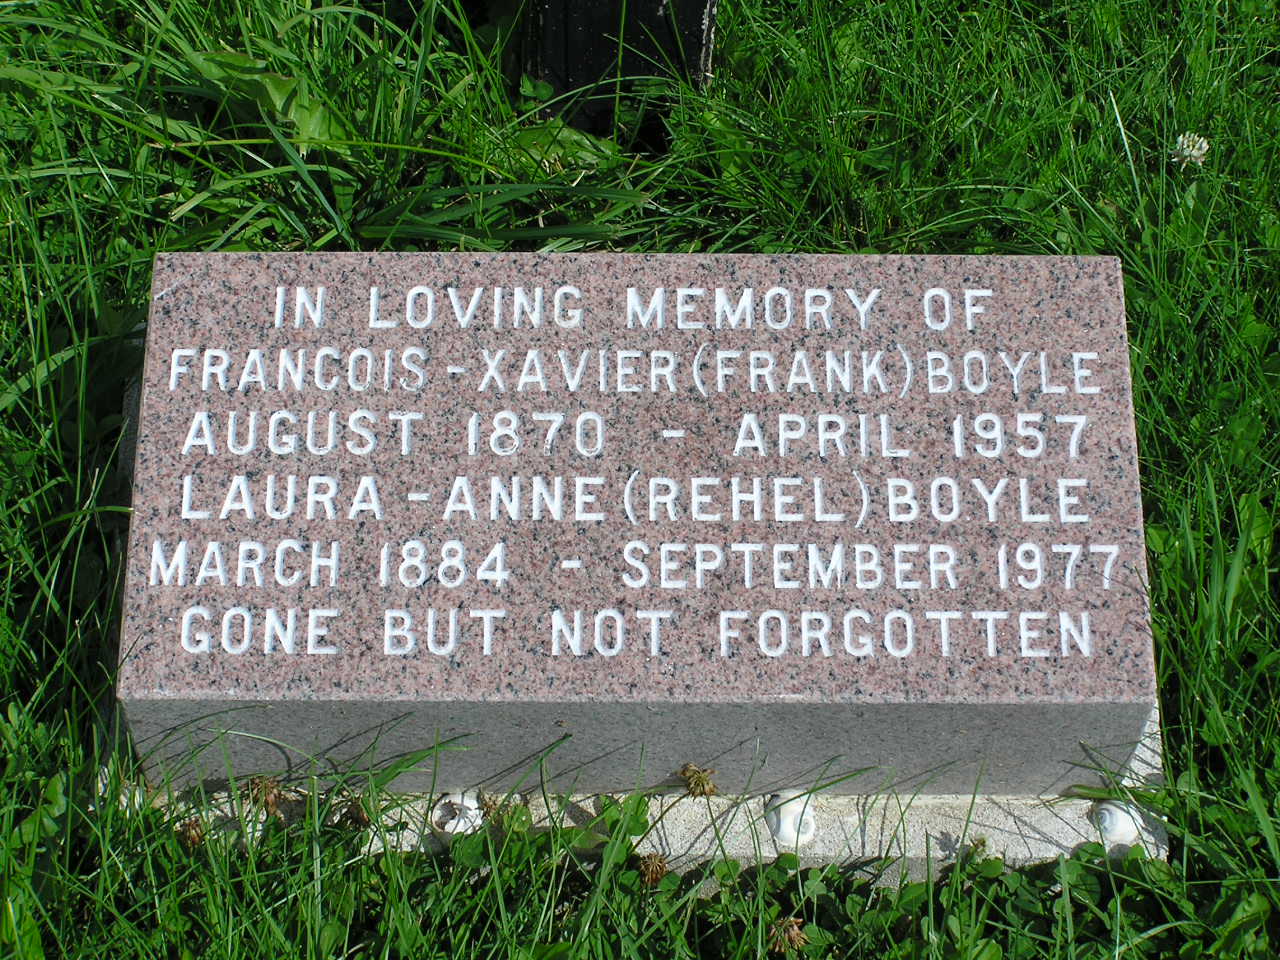 IN LOVING MEMORY OF
FRANCOIS-XAVIER (FRANK) BOYLE
AUGUST 1870 - APRIL 1957
LAURA-ANNE (REHEL) BOYLE
MARCH 1884 - SEPTEMBER 1977
GONE BUT NOT FORGOTTEN